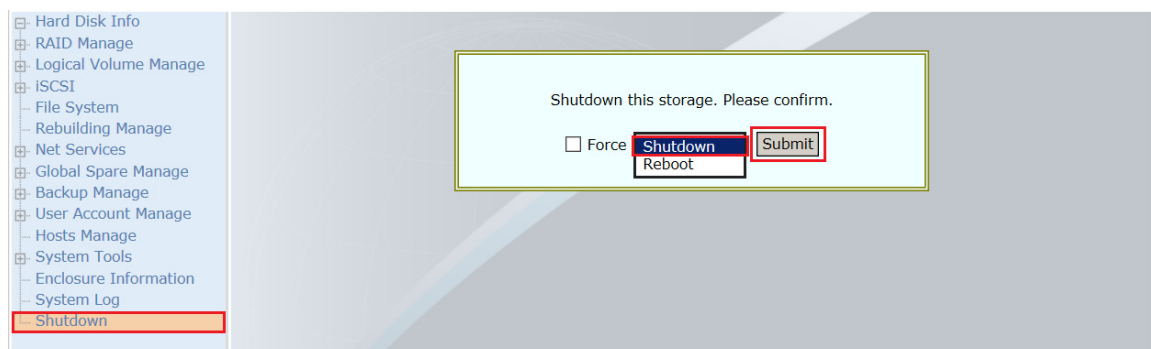 Hard Disk Info
RAID Manage
Logical Volume Manage
iSCSI
File System
Rebuilding Manage
Net Services
Global Spare Manage
Backup Manage
User Account Manage
Hosts Manage
System Tools
Enclosure Information
System Log
Shutdown
Shutdown this storage. Please confirm.
Force Shutdown Submit
Reboot